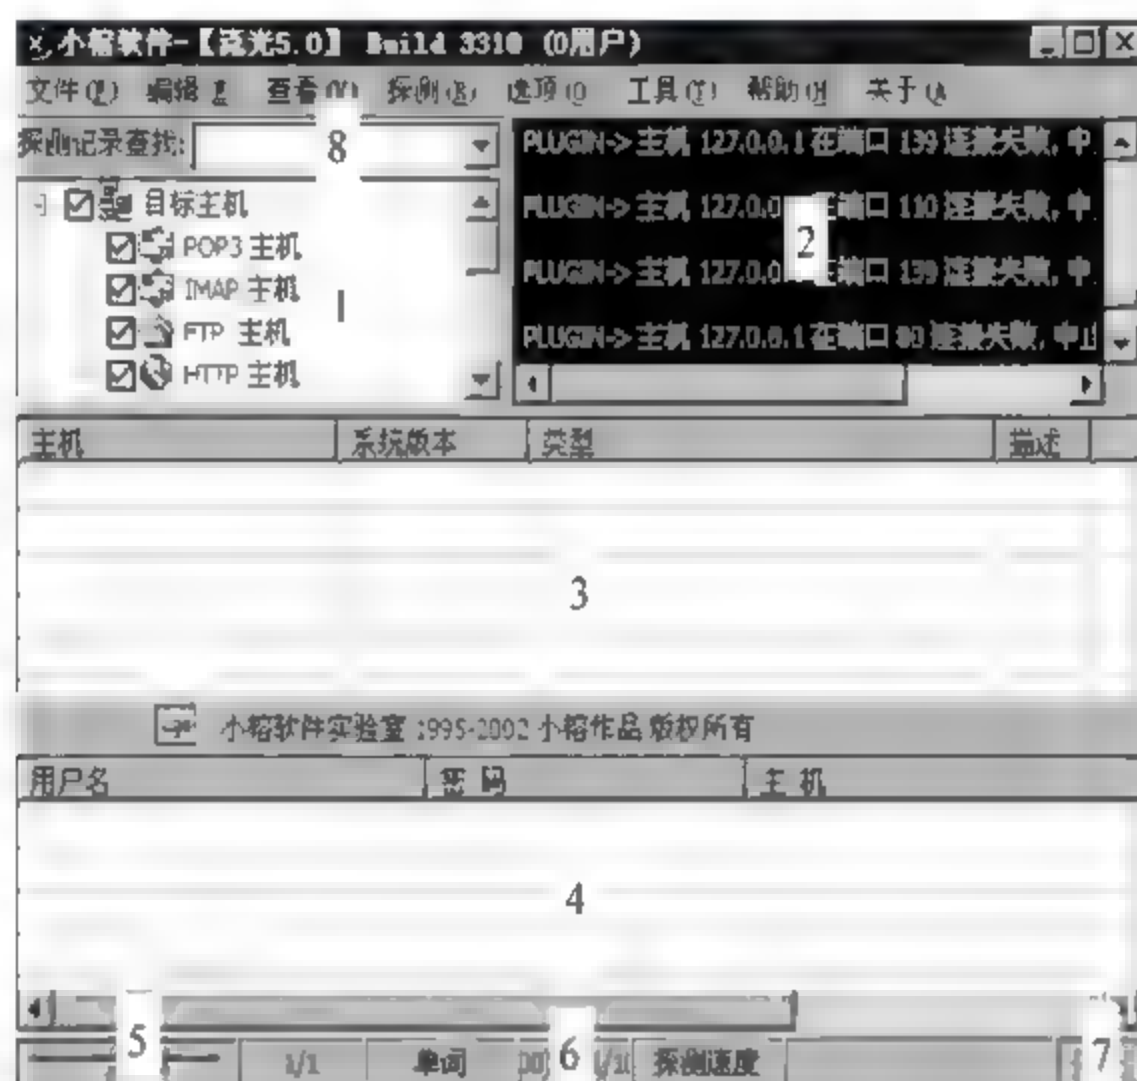 小榕软件-【流光5.0】 Build 3310 (0用户)
文件(F) 编辑 E 查看(V) 探测(R) 选项(O 工具(T) 帮助(H 关于(A
探测记录查找: 8
目标主机
POP3 主机
IMAP 主机
FTP 主机
HTTP 主机
1
PLUGIN-> 主机 127.0.0.1 在端口 139 连接失败, 中
PLUGIN-> 主机 127.0.0 在端口 110 连接失败, 中
PLUGIN-> 主机 127.0.0 在端口 139 连接失败, 中
PLUGIN-> 主机 127.0.0.1 在端口 80 连接失败, 中止
2
主机 系统版本 类型 描述
3
小榕软件实验室 1995-2002 小榕作品 版权所有
用户名 密 码 主 机
4
5 1/1 单词 6 探测速度 7